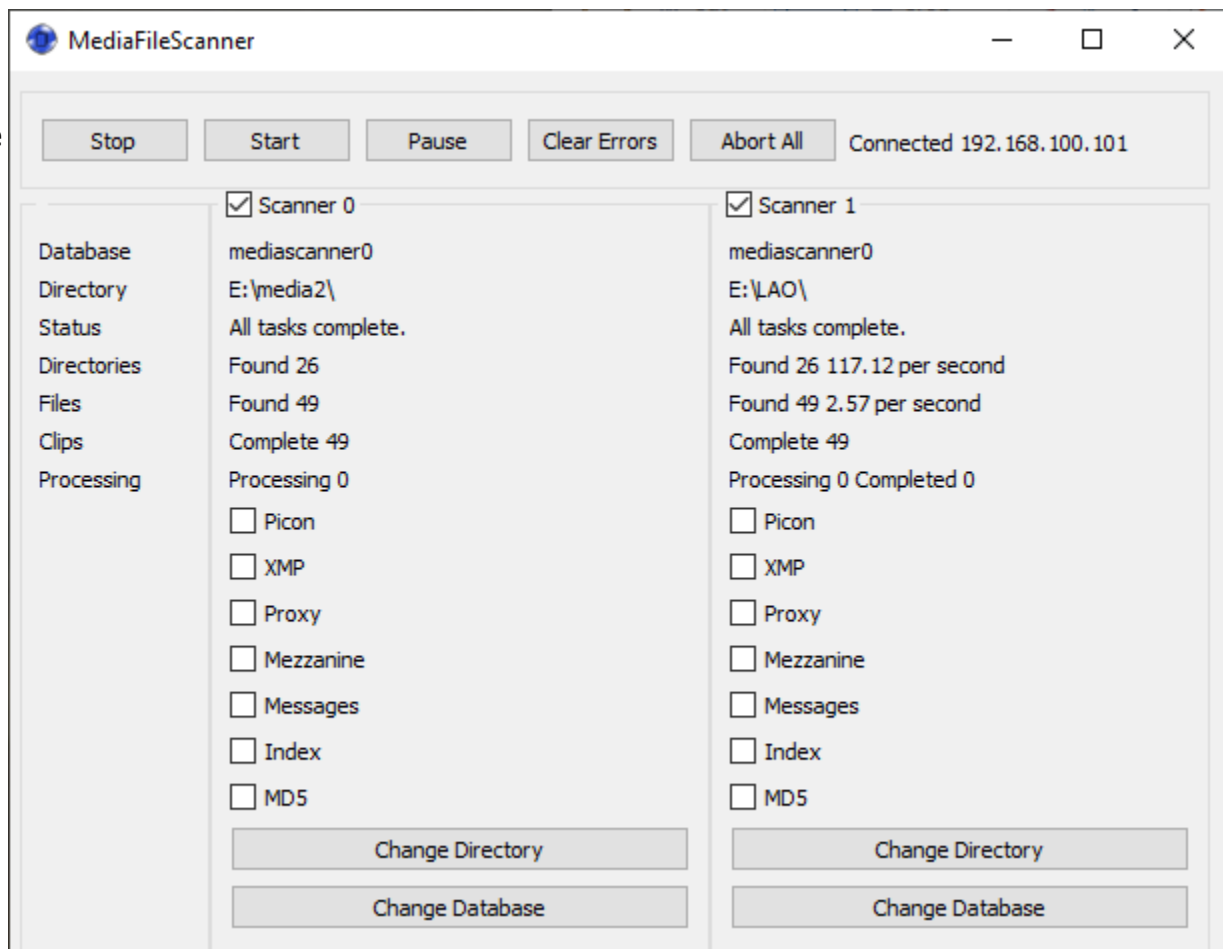 MediaFileScanner
Stop Start Pause Clear Errors Abort All Connected 192.168.100.101
Scanner 0 Scanner 1
Database mediascanner0 mediascanner0
Directory E:\media2\ E:\LAO\
Status All tasks complete. All tasks complete.
Directories Found 26 Found 26 117.12 per second
Files Found 49 Found 49 2.57 per second
Clips Complete 49 Complete 49
Processing Processing 0 Processing 0 Completed 0
Picon Picon
XMP XMP
Proxy Proxy
Mezzanine Mezzanine
Messages Messages
Index Index
MD5 MD5
Change Directory Change Directory
Change Database Change Database